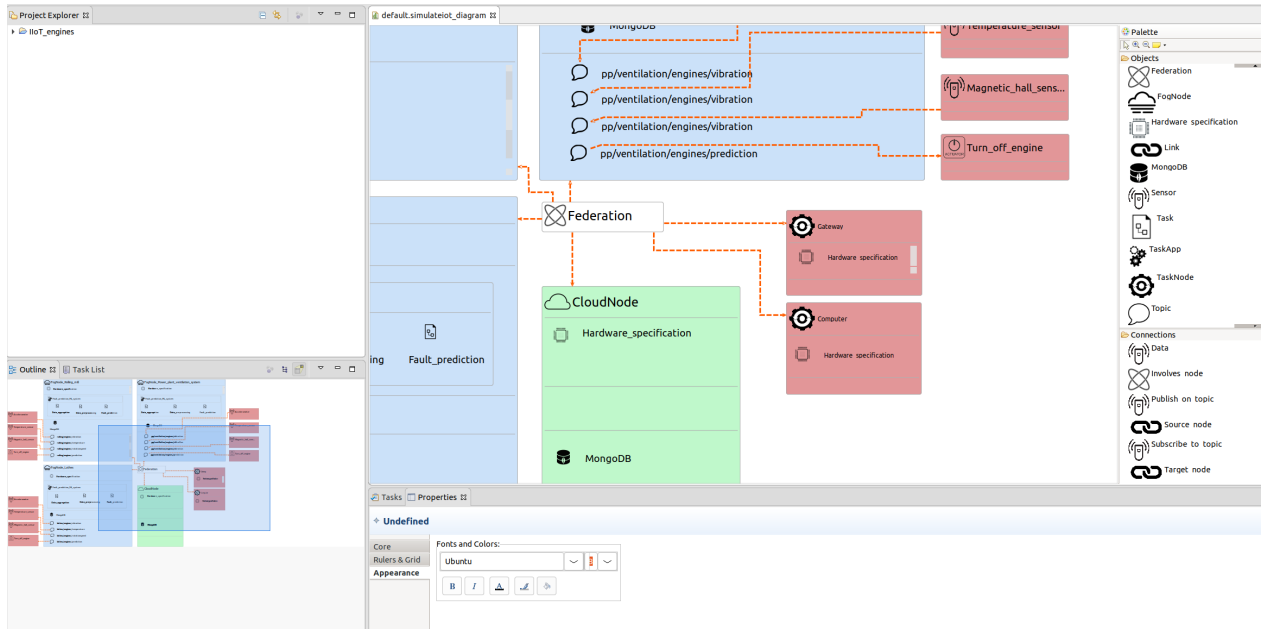 Project Explorer
IIoT_engines
default.simulateiot_diagram
MongoDB
pp/ventilation/engines/vibration
pp/ventilation/engines/vibration
pp/ventilation/engines/vibration
pp/ventilation/engines/prediction
Temperature_sensor
Magnetic_hall_sens...
Turn_off_engine
Federation
Gateway
Hardware specification
Computer
Hardware specification
CloudNode
Hardware_specification
MongoDB
ing
Fault_prediction
Palette
Objects
Federation
FogNode
Hardware specification
Link
MongoDB
Sensor
Task
TaskApp
TaskNode
Topic
Connections
Data
Involves node
Publish on topic
Source node
Subscribe to topic
Target node
Outline
Task List
Tasks
Properties
Undefined
Core
Rulers & Grid
Appearance
Fonts and Colors:
Ubuntu
B
I
A